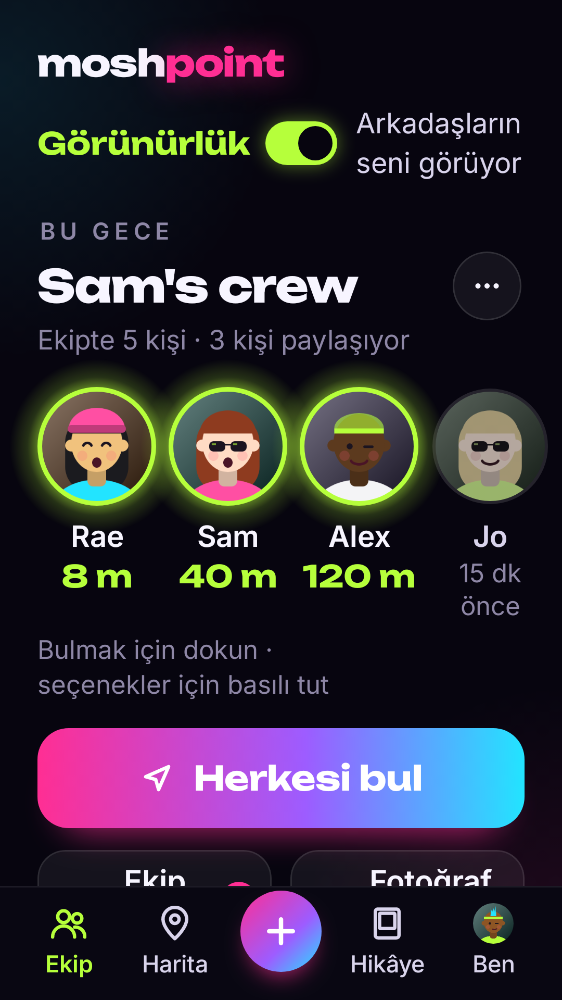 moshpoint
Görünürlük
Arkadaşların
seni görüyor
BU GECE
Sam's crew
Ekipte 5 kişi · 3 kişi paylaşıyor
Rae
Sam
Alex
Jo
8 m
40 m
120 m
15 dk
önce
Bulmak için dokun ·
seçenekler için basılı tut
Herkesi bul
Ekip
Fotoğraf
Ekip
Harita
Hikâye
Ben